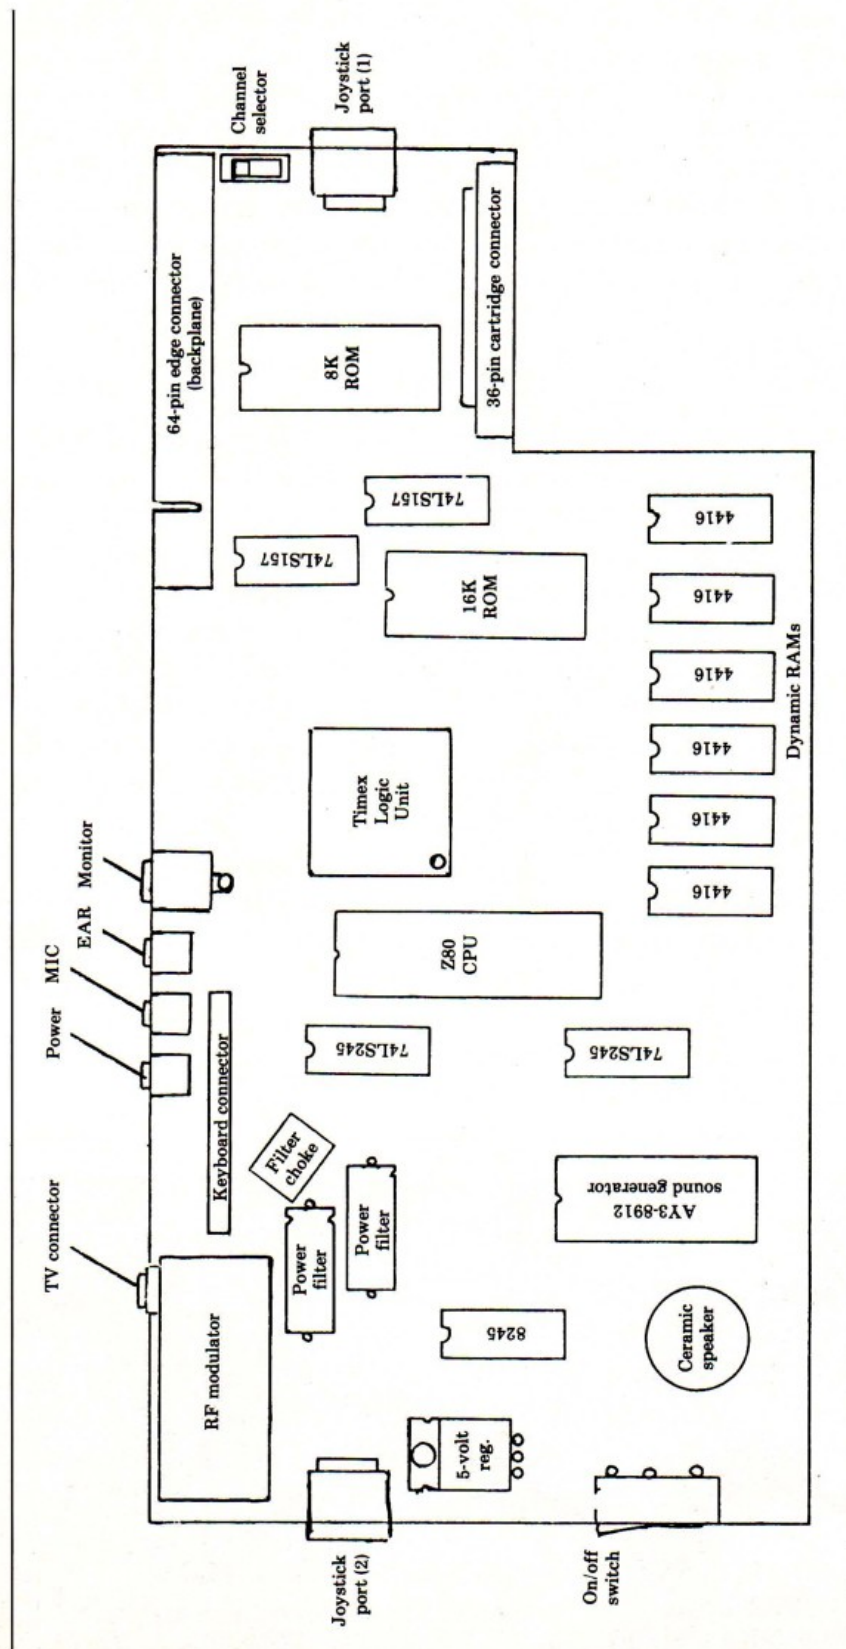 TV connector
Power
MIC
EAR
Monitor
Channel
selector
Joystick
port (1)
RF modulator
Keyboard connector
64-pin edge connector
(backplane)
Filter
choke
Power
filter
Power
filter
74LS157
74LS157
8K
ROM
16K
ROM
36-pin cartridge connector
Timex
Logic
Unit
Z80
CPU
74LS245
74LS245
AY3-8912
sound generator
8245
5-volt
reg.
Ceramic
speaker
4416
4416
4416
4416
4416
4416
Dynamic RAMs
Joystick
port (2)
On/off
switch